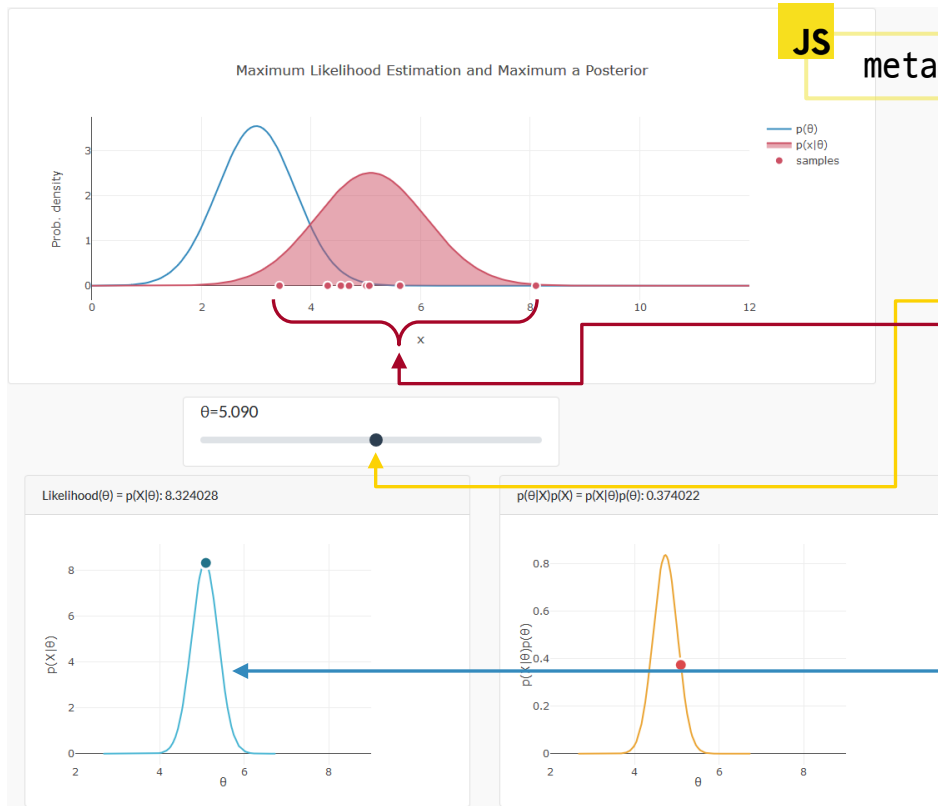 JS
meta
Maximum Likelihood Estimation and Maximum a Posterior
p(θ)
p(x|θ)
samples
Prob. density
3
2
1
0
0 2 4 6 8 10 12
x
θ=5.090
Likelihood(θ) = p(X|θ): 8.324028
p(X|θ)
8
6
4
2
0
2 4 6 8
θ
p(θ|X)p(X) = p(X|θ)p(θ): 0.374022
p(X|θ)p(θ)
0.8
0.6
0.4
0.2
0
2 4 6 8
θ